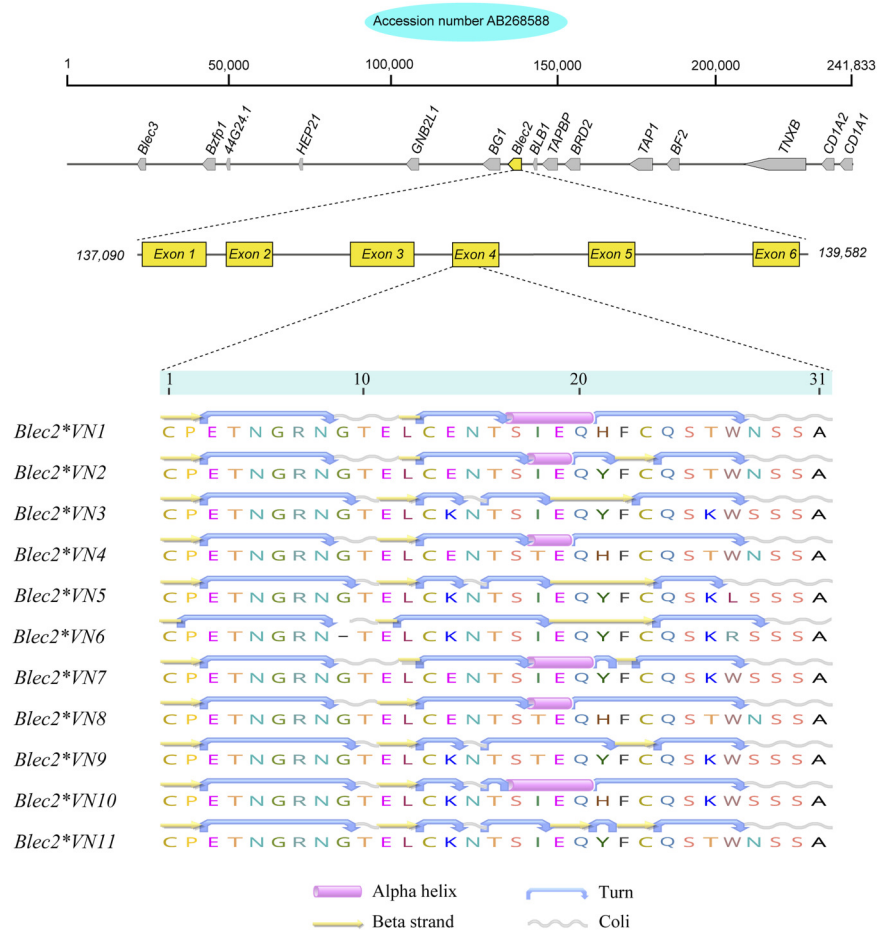 Accession number AB268588
1 50,000 100,000 150,000 200,000 241,833
Blec3 Bzfp1 44G24.1 HEP21 GNB2L1 BG1 Blec2 BLB1 TAPBP BRD2 TAP1 BF2 TNXB CD1A2 CD1A1
137,090 Exon 1 Exon 2 Exon 3 Exon 4 Exon 5 Exon 6 139,582
1 10 20 31
Blec2*VN1 C P E T N G R N G T E L C E N T S I E Q H F C Q S T W N S S A
Blec2*VN2 C P E T N G R N G T E L C E N T S I E Q Y F C Q S T W N S S A
Blec2*VN3 C P E T N G R N G T E L C K N T S I E Q Y F C Q S K W S S S A
Blec2*VN4 C P E T N G R N G T E L C E N T S T E Q H F C Q S T W N S S A
Blec2*VN5 C P E T N G R N G T E L C K N T S I E Q Y F C Q S K L S S S A
Blec2*VN6 C P E T N G R N – T E L C K N T S I E Q Y F C Q S K R S S S A
Blec2*VN7 C P E T N G R N G T E L C E N T S I E Q Y F C Q S K W S S S A
Blec2*VN8 C P E T N G R N G T E L C E N T S T E Q H F C Q S T W N S S A
Blec2*VN9 C P E T N G R N G T E L C K N T S T E Q Y F C Q S K W S S S A
Blec2*VN10 C P E T N G R N G T E L C K N T S I E Q H F C Q S K W S S S A
Blec2*VN11 C P E T N G R N G T E L C K N T S I E Q Y F C Q S T W N S S A
Alpha helix Turn
Beta strand Coli